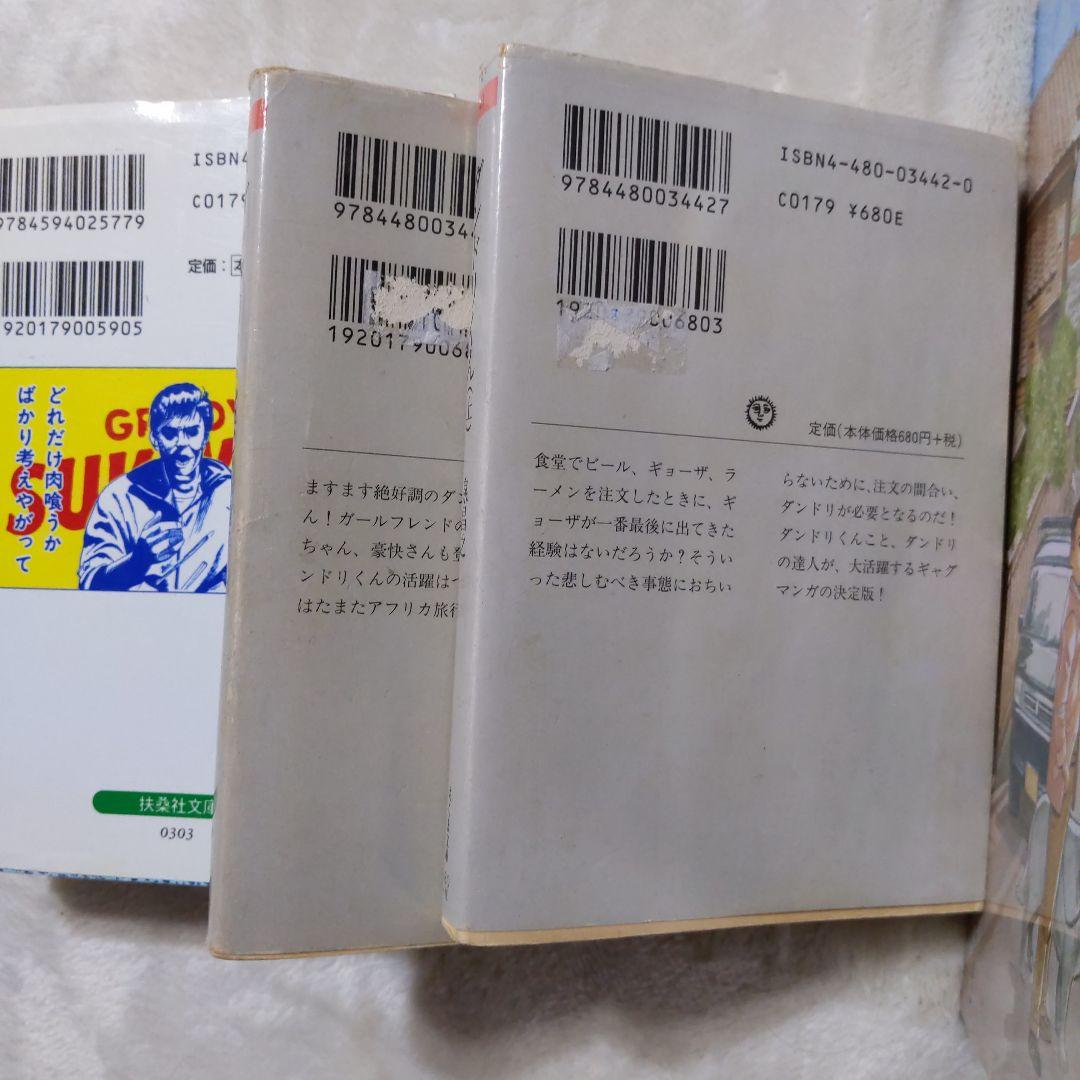 ISBN4
9784594025779
C0179
定価：本
920179005905
どれだけ肉喰うか
ばかり考えやがって
扶桑社文庫
0303
978448003
192017900
ますます絶好調のダン
ん！ガールフレンドの
ちゃん、豪快さんも登
ンドリくんの活躍は
はたまたアフリカ旅行
ISBN4-480-03442-0
9784480034427
C0179 ¥680E
定価(本体価格680円+税)
食堂でビール、ギョーザ、ラ
ーメンを注文したときに、ギ
ョーザが一番最後に出てきた
経験はないだろうか？そうい
った悲しむべき事態におちい
らないために、注文の間合い、
ダンドリが必要となるのだ！
ダンドリくんこと、ダンドリ
の達人が、大活躍するギャグ
マンガの決定版！